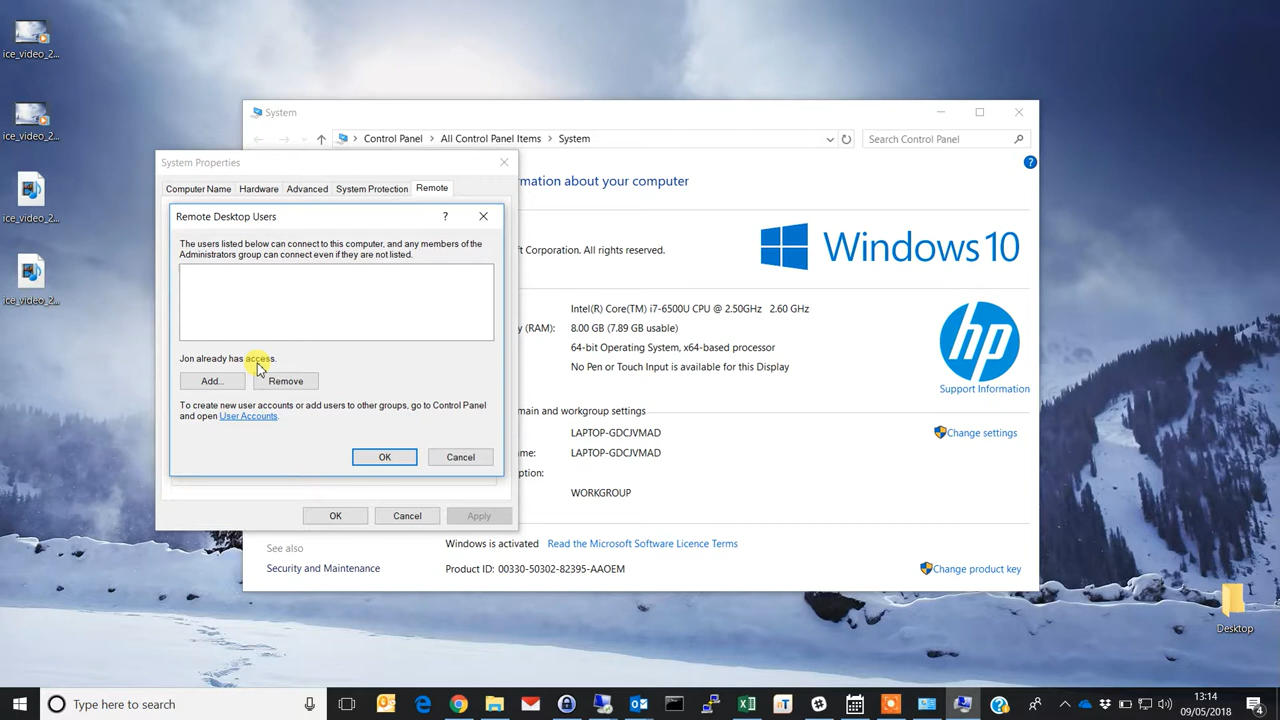 ice_video_2...
ice_video_2...
ice_video_2...
ice_video_2...
System
Control Panel > All Control Panel Items > System
Search Control Panel
?
System Properties
Computer Name
Hardware
Advanced
System Protection
Remote
rmation about your computer
Remote Desktop Users
?
The users listed below can connect to this computer, and any members of the
Administrators group can connect even if they are not listed.
ft Corporation. All rights reserved.
Windows 10
Intel(R) Core(TM) i7-6500U CPU @ 2.50GHz 2.60 GHz
y (RAM):
8.00 GB (7.89 GB usable)
64-bit Operating System, x64-based processor
No Pen or Touch Input is available for this Display
hp
Support Information
Jon already has access.
Add...
Remove
To create new user accounts or add users to other groups, go to Control Panel
and open User Accounts.
OK
Cancel
main and workgroup settings
LAPTOP-GDCJVMAD
Change settings
me:
LAPTOP-GDCJVMAD
ription:
WORKGROUP
OK
Cancel
Apply
See also
Security and Maintenance
Windows is activated
Read the Microsoft Software Licence Terms
Product ID: 00330-50302-82395-AAOEM
Change product key
Desktop
Type here to search
13:14
09/05/2018
4